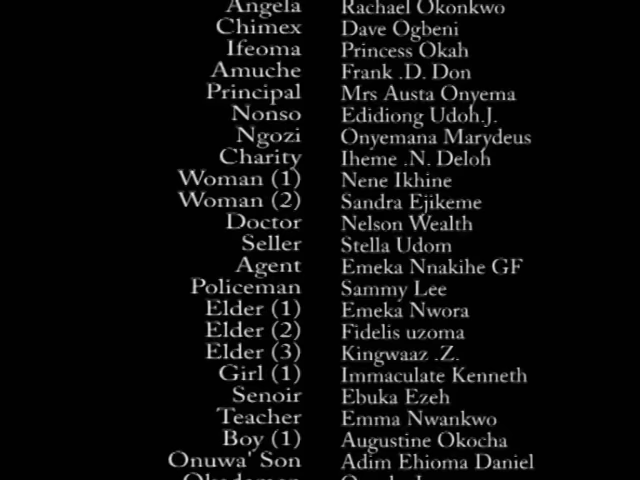 Angela Rachael Okonkwo
Chimex Dave Ogbeni
Ifeoma Princess Okah
Amuche Frank .D. Don
Principal Mrs Austa Onyema
Nonso Edidiong Udoh.J.
Ngozi Onyemana Marydeus
Charity Iheme .N. Deloh
Woman (1) Nene Ikhine
Woman (2) Sandra Ejikeme
Doctor Nelson Wealth
Seller Stella Udom
Agent Emeka Nnakihe GF
Policeman Sammy Lee
Elder (1) Emeka Nwora
Elder (2) Fidelis uzoma
Elder (3) Kingwaaz .Z.
Girl (1) Immaculate Kenneth
Senoir Ebuka Ezeh
Teacher Emma Nwankwo
Boy (1) Augustine Okocha
Onuwa' Son Adim Ehioma Daniel